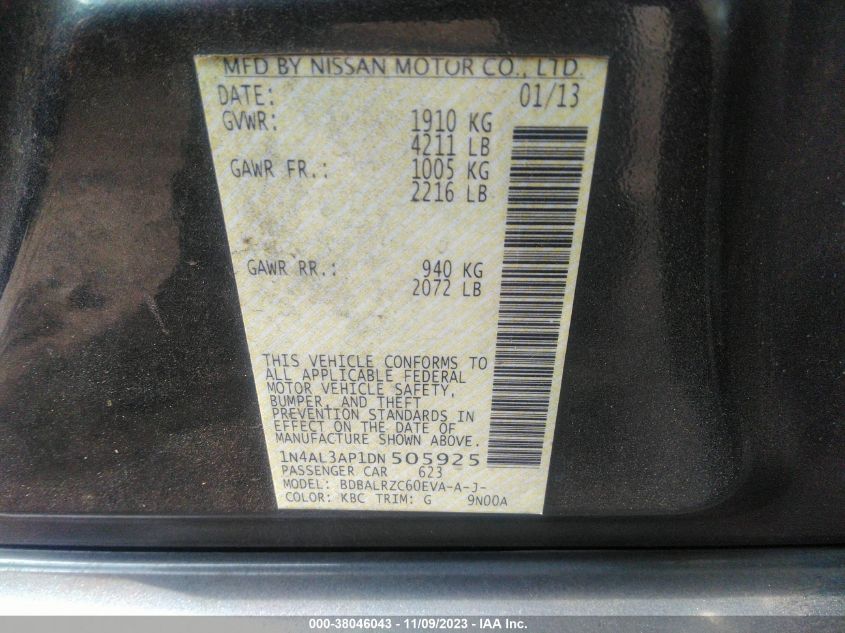 MFD BY NISSAN MOTOR CO., LTD.
DATE: 01/13
GVWR: 1910 KG
4211 LB
GAWR FR.: 1005 KG
2216 LB
GAWR RR.: 940 KG
2072 LB
THIS VEHICLE CONFORMS TO
ALL APPLICABLE FEDERAL
MOTOR VEHICLE SAFETY,
BUMPER, AND THEFT
PREVENTION STANDARDS IN
EFFECT ON THE DATE OF
MANUFACTURE SHOWN ABOVE.
1N4AL3AP1DN505925
PASSENGER CAR 623
MODEL: BDBALRZC60EVA-A-J-
COLOR: KBC TRIM: G 9N00A
000-38046043 - 11/09/2023 - IAA Inc.